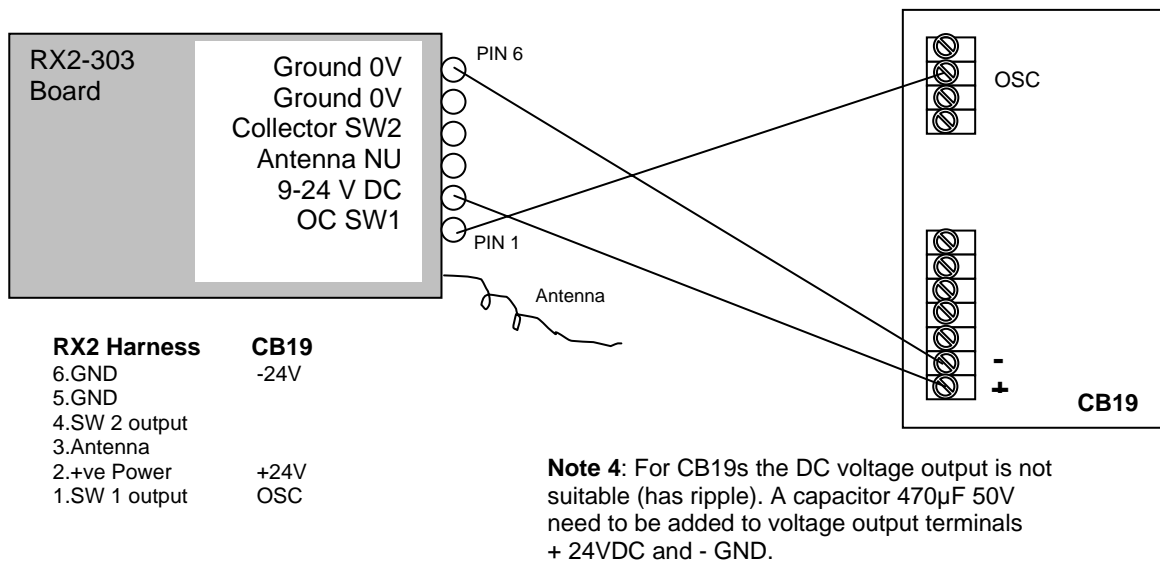 RX2-303
Board
Ground 0V
Ground 0V
Collector SW2
Antenna NU
9-24 V DC
OC SW1
PIN 6
PIN 1
Antenna
OSC
-
+
CB19
RX2 Harness CB19
6.GND -24V
5.GND
4.SW 2 output
3.Antenna
2.+ve Power +24V
1.SW 1 output OSC
Note 4: For CB19s the DC voltage output is not
suitable (has ripple). A capacitor 470µF 50V
need to be added to voltage output terminals
+ 24VDC and - GND.